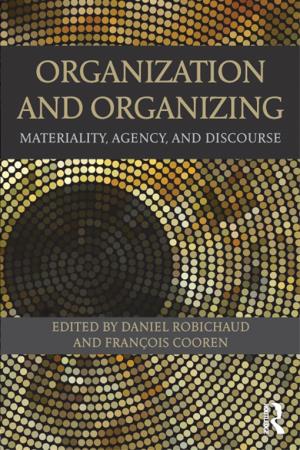 ORGANIZATION
AND ORGANIZING
MATERIALITY, AGENCY, AND DISCOURSE
EDITED BY DANIEL ROBICHAUD
AND FRANÇOIS COOREN
R
Routledge